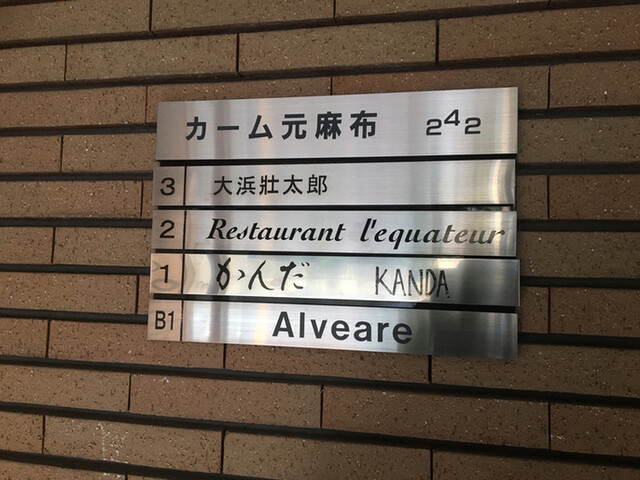 カーム元麻布 242
3 大浜壯太郎
2 Restaurant l'equateur
1 かんだ KANDA
B1 Alveare